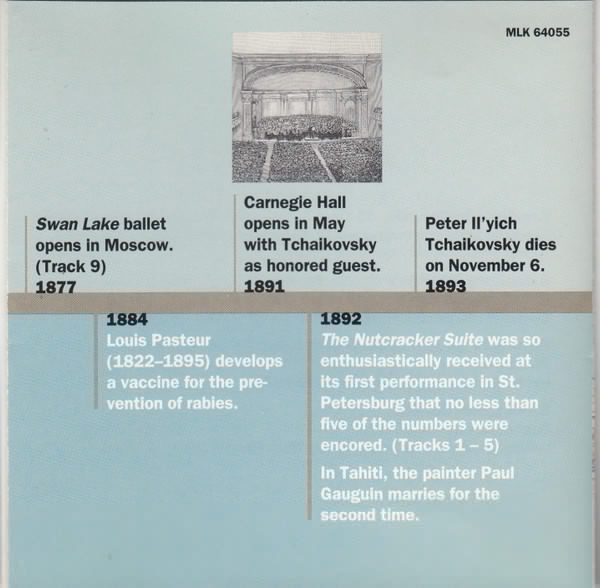 MLK 64055
Swan Lake ballet
opens in Moscow.
(Track 9)
1877
Carnegie Hall
opens in May
with Tchaikovsky
as honored guest.
1891
Peter Il'yich
Tchaikovsky dies
on November 6.
1893
1884
Louis Pasteur
(1822–1895) develops
a vaccine for the pre-
vention of rabies.
1892
The Nutcracker Suite was so
enthusiastically received at
its first performance in St.
Petersburg that no less than
five of the numbers were
encored. (Tracks 1 – 5)
In Tahiti, the painter Paul
Gauguin marries for the
second time.